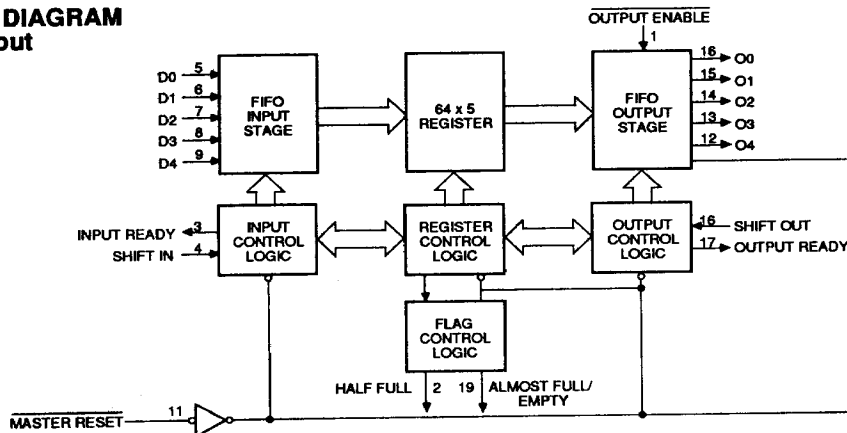 DIAGRAM
out
OUTPUT ENABLE
1
D0 5
D1 6
D2 7
D3 8
D4 9
FIFO
INPUT
STAGE
64 x 5
REGISTER
FIFO
OUTPUT
STAGE
16 O0
15 O1
14 O2
13 O3
12 O4
INPUT READY 3
SHIFT IN 4
INPUT
CONTROL
LOGIC
REGISTER
CONTROL
LOGIC
OUTPUT
CONTROL
LOGIC
16 SHIFT OUT
17 OUTPUT READY
FLAG
CONTROL
LOGIC
HALF FULL 2 19 ALMOST FULL/
EMPTY
MASTER RESET 11